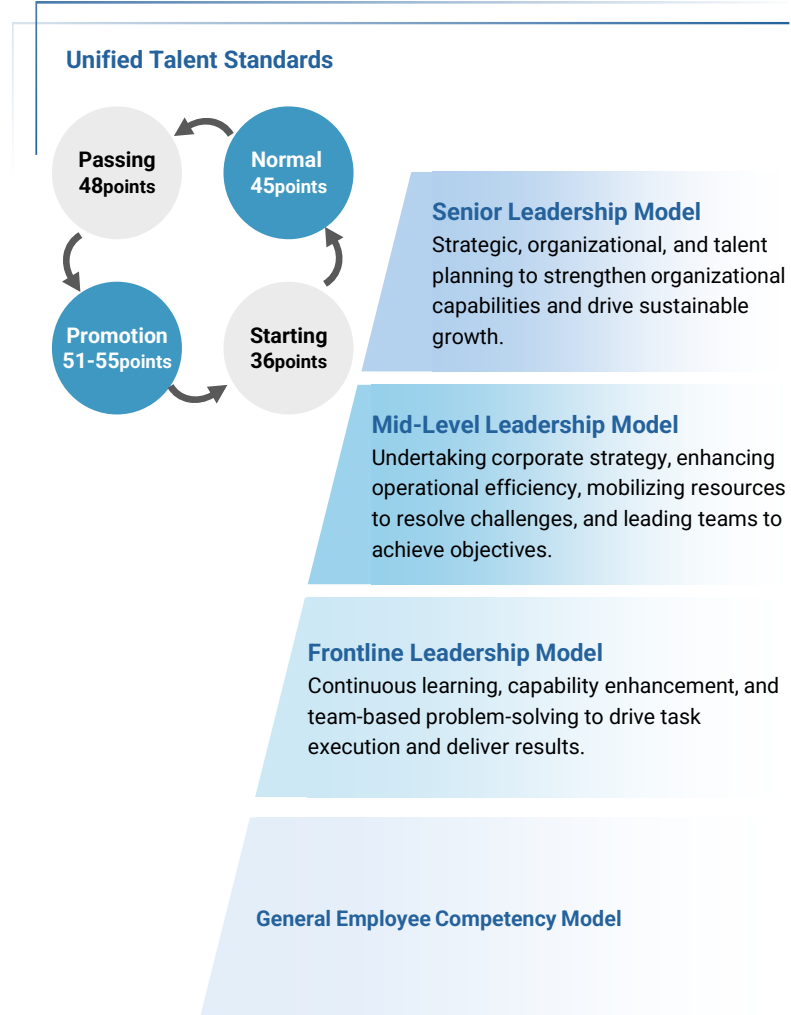 Unified Talent Standards
Passing
48points
Normal
45points
Promotion
51-55points
Starting
36points
Senior Leadership Model
Strategic, organizational, and talent
planning to strengthen organizational
capabilities and drive sustainable
growth.
Mid-Level Leadership Model
Undertaking corporate strategy, enhancing
operational efficiency, mobilizing resources
to resolve challenges, and leading teams to
achieve objectives.
Frontline Leadership Model
Continuous learning, capability enhancement, and
team-based problem-solving to drive task
execution and deliver results.
General Employee Competency Model